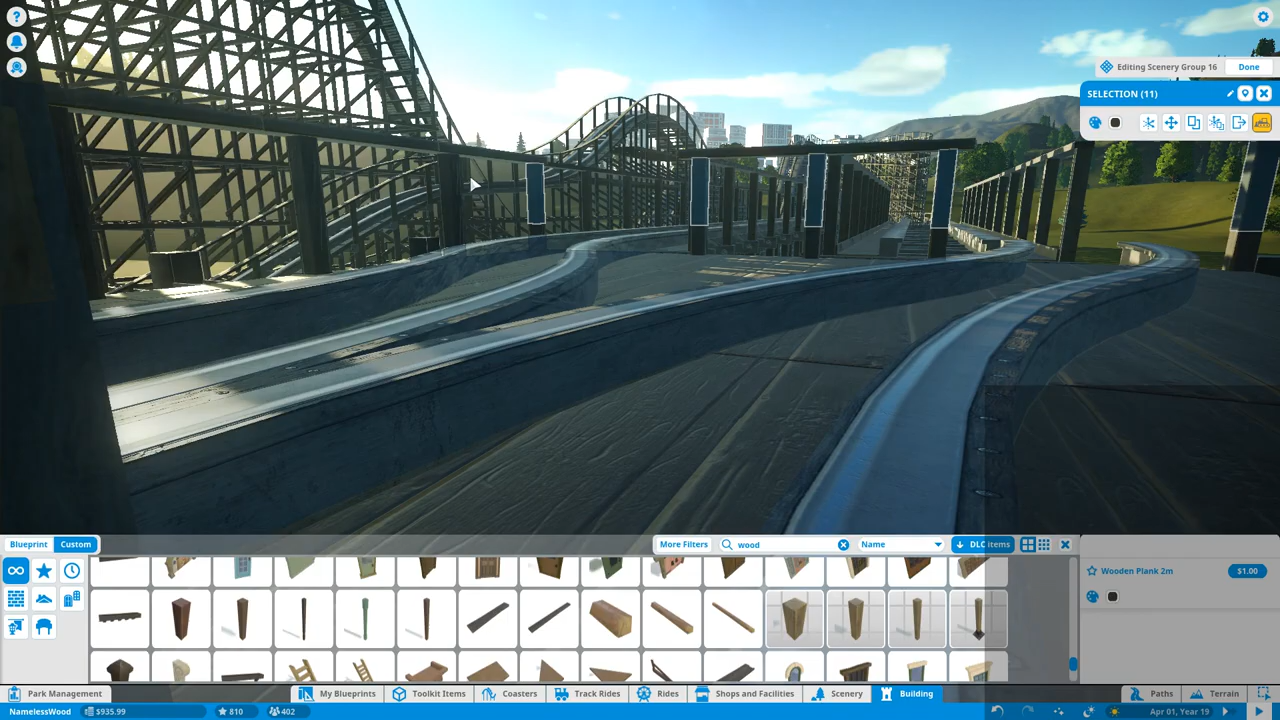 Editing Scenery Group 16
Done
SELECTION (11)
Blueprint
Custom
More Filters
wood
Name
DLC items
Wooden Plank 2m
$1.00
Park Management
My Blueprints
Toolkit Items
Coasters
Track Rides
Rides
Shops and Facilities
Scenery
Building
Paths
Terrain
NamelessWood
$935.99
810
402
Apr 01, Year 19